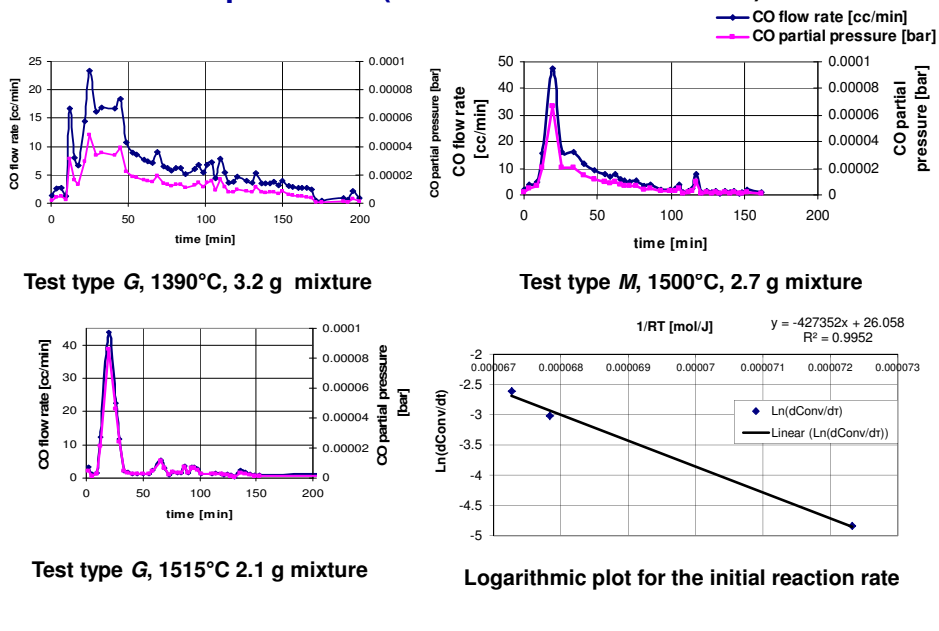 CO flow rate [cc/min]
CO partial pressure [bar]
CO flow rate [cc/min]
25
20
15
10
5
0
0 50 100 150 200
time [min]
0.0001
0.00008
0.00006
0.00004
0.00002
0
CO partial pressure [bar]
CO flow rate
[cc/min]
50
40
30
20
10
0
0 50 100 150 200
time [min]
0.0001
0.00008
0.00006
0.00004
0.00002
0
CO partial
pressure [bar]
Test type G, 1390°C, 3.2 g mixture
Test type M, 1500°C, 2.7 g mixture
CO flow rate [cc/min]
40
30
20
10
0
0 50 100 150 200
time [min]
0.0001
0.00008
0.00006
0.00004
0.00002
0
CO partial pressure
[bar]
1/RT [mol/J]
y = -427352x + 26.058
R² = 0.9952
0.000067 0.000068 0.000069 0.00007 0.000071 0.000072 0.000073
Ln(dConv/dt)
-2
-2.5
-3
-3.5
-4
-4.5
-5
Ln(dConv/dτ)
Linear (Ln(dConv/dτ))
Test type G, 1515°C 2.1 g mixture
Logarithmic plot for the initial reaction rate